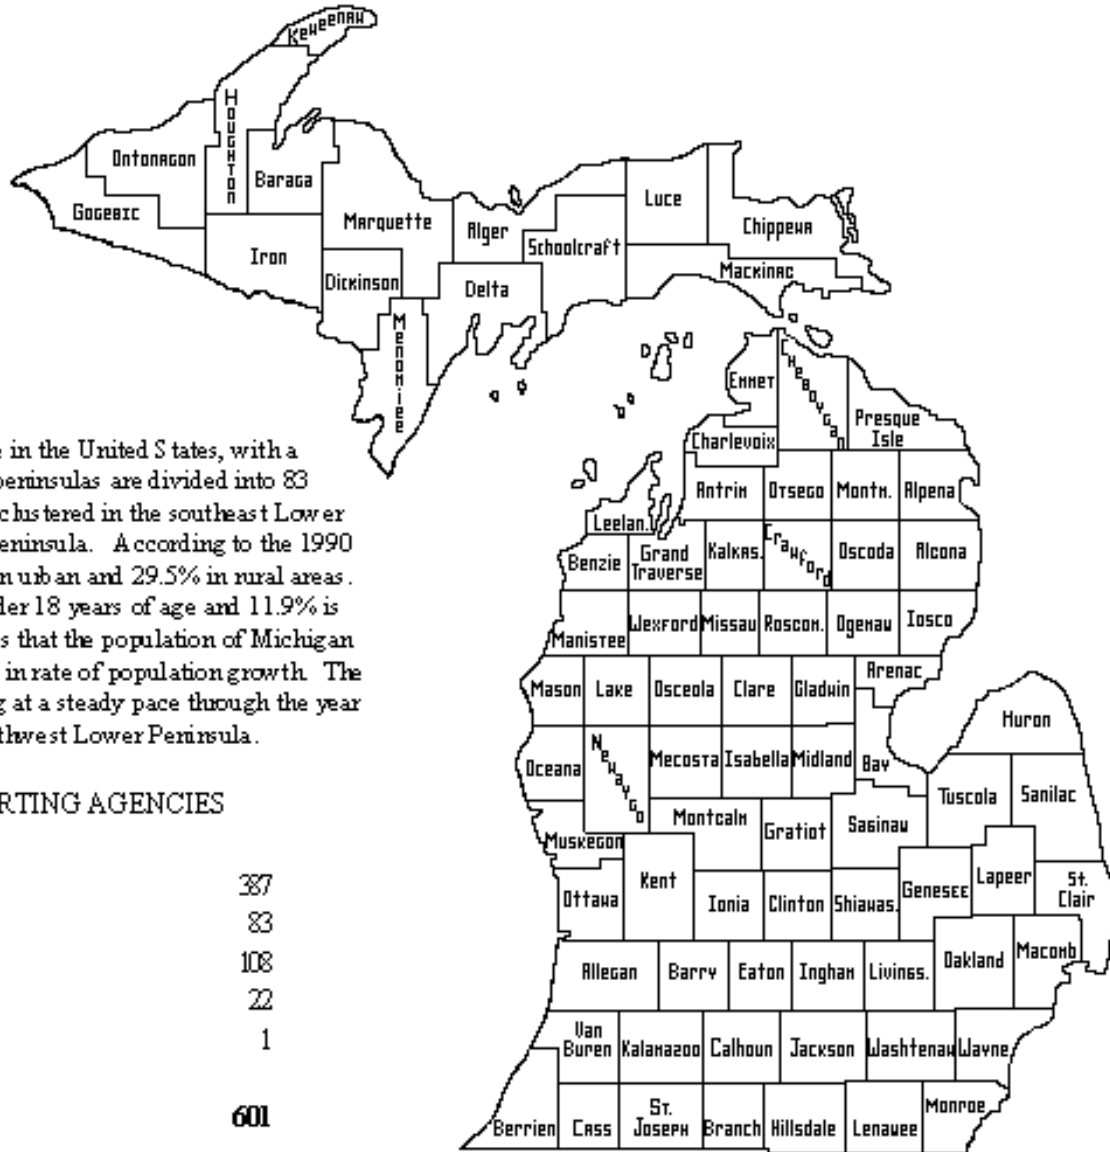 Keweenaw
Houghton
Ontonagon
Baraga
Gogebic
Marquette
Alger
Luce
Chippewa
Iron
Schoolcraft
Mackinac
Dickinson
Delta
Menomiee
Emmet
Cheboygan
Presque
Isle
Charlevoix
e in the United States, with a
peninsulas are divided into 83
clustered in the southeast Lower
eninsula. According to the 1990
n urban and 29.5% in rural areas.
der 18 years of age and 11.9% is
s that the population of Michigan
in rate of population growth. The
g at a steady pace through the year
thwest Lower Peninsula.
RTING AGENCIES
387
83
108
22
1
601
Antrim Otsego Montm. Alpena
Leelan.
Benzie Grand
Traverse Kalkas. Crawford Oscoda Alcona
Manistee Wexford Missau Roscom. Ogemaw Iosco
Arenac
Mason Lake Osceola Clare Gladwin
Huron
Oceana Newaygo Mecosta Isabella Midland Bay
Tuscola Sanilac
Muskegon Montcalm Gratiot Saginaw
Ottawa Kent Ionia Clinton Shiawas. Genesee Lapeer St.
Clair
Allegan Barry Eaton Ingham Livings. Oakland Macomb
Van
Buren Kalamazoo Calhoun Jackson Washtenaw Wayne
Berrien Cass St.
Joseph Branch Hillsdale Lenawee Monroe